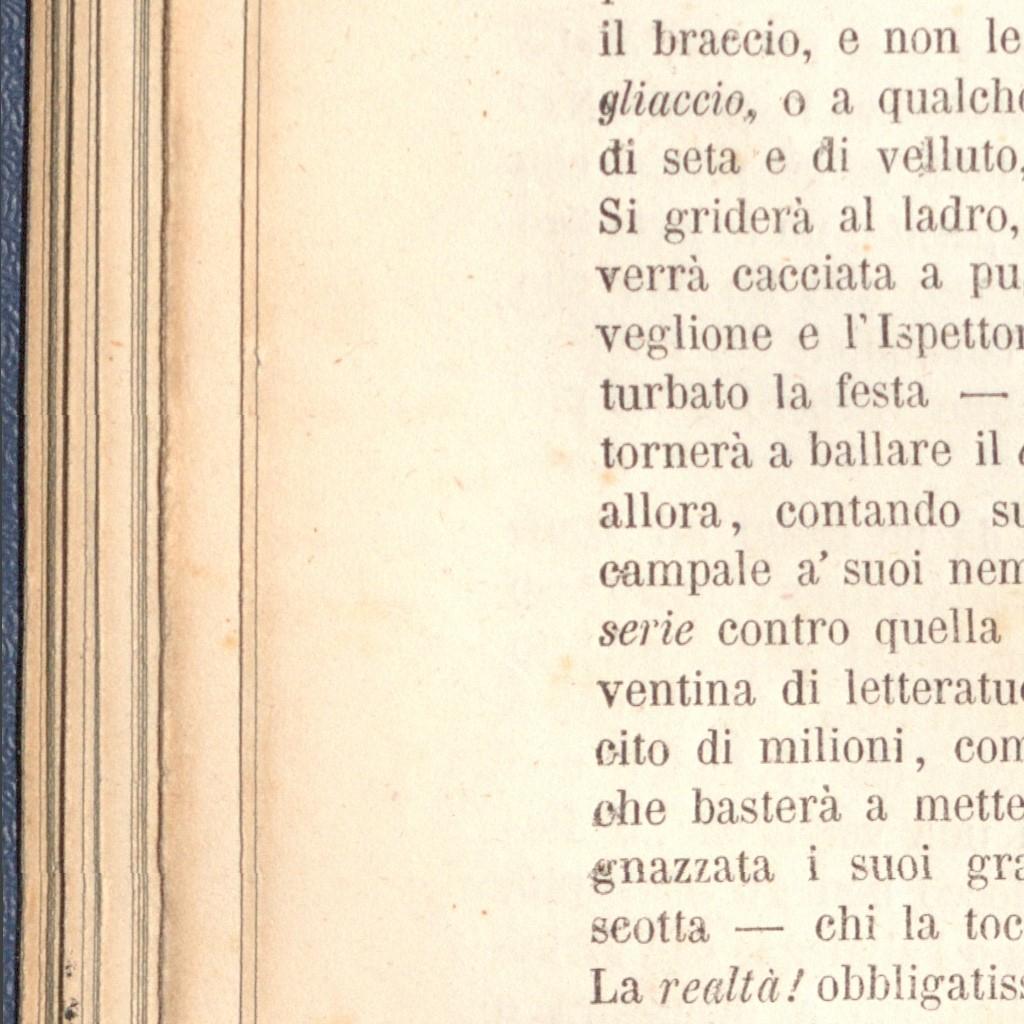 il braccio, e non le
gliaccio, o a qualche
di seta e di velluto,
Si griderà al ladro,
verrà cacciata a pu
veglione e l'Ispettor
turbato la festa —
tornerà a ballare il
allora, contando su
campale a' suoi nem
serie contro quella
ventina di letteratu
cito di milioni, com
che basterà a mette
gnazzata i suoi gra
scotta — chi la toc
La realtà! obbligatiss